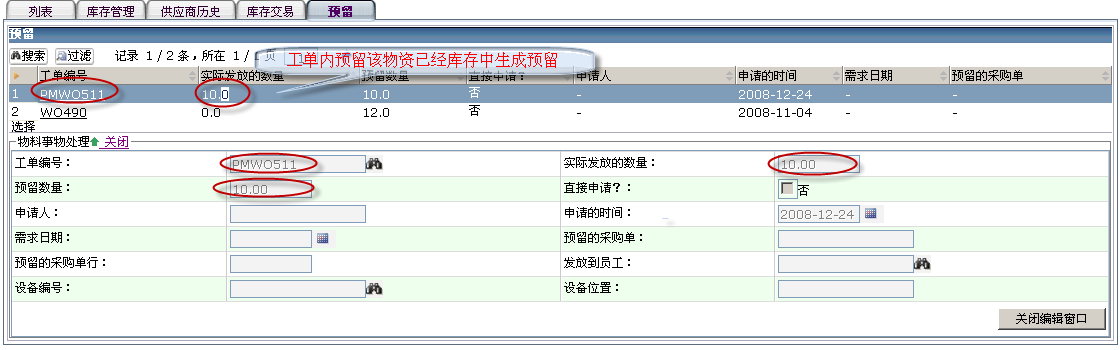 列表 库存管理 供应商历史 库存交易 预留
预留
搜索 过滤 记录 1 / 2 条，所在 1 / 页
工单内预留该物资已经库存中生成预留
工单编号 实际发放的数量 预留数量 直接申请? 申请人 申请的时间 需求日期 预留的采购单
1 PMWO511 10.0 10.0 否 - 2008-12-24 - -
2 WO490 0.0 12.0 否 - 2008-11-04 - -
选择
物料事物处理 关闭
工单编号： PMWO511 实际发放的数量： 10.00
预留数量： 10.00 直接申请?： 否
申请人： 申请的时间： 2008-12-24
需求日期： 预留的采购单：
预留的采购单行： 发放到员工：
设备编号： 设备位置：
关闭编辑窗口